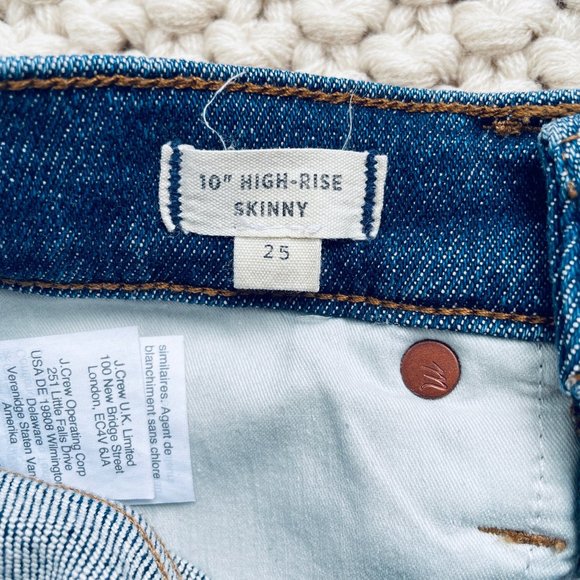 10" HIGH-RISE
SKINNY
25
m
similaires. Agent de
blanchiment sans chlore
J.Crew U.K. Limited
100 New Bridge Street
London, EC4V 6JA
J.Crew Operating Corp
251 Little Falls Drive
USA DE 19808 Wilmington
Delaware
Verenidge Staten Van
Amerika